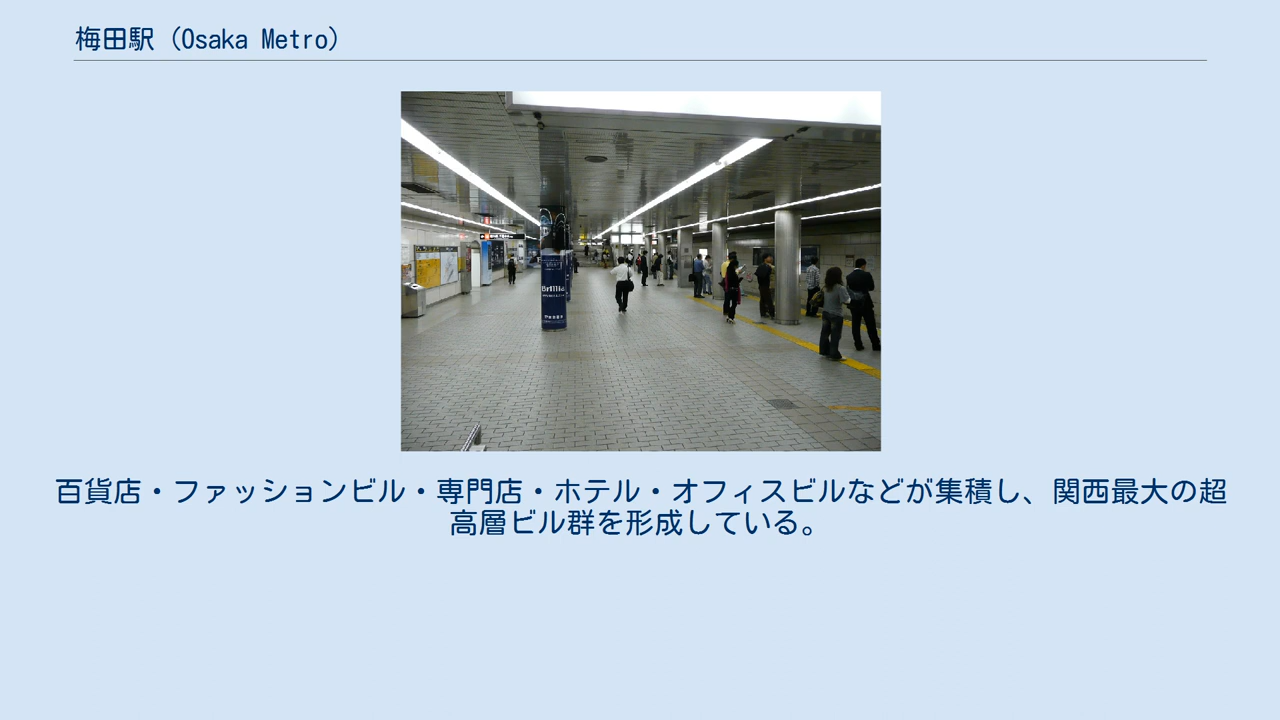 梅田駅（Osaka Metro）
Brillia
百貨店・ファッションビル・専門店・ホテル・オフィスビルなどが集積し、関西最大の超
高層ビル群を形成している。